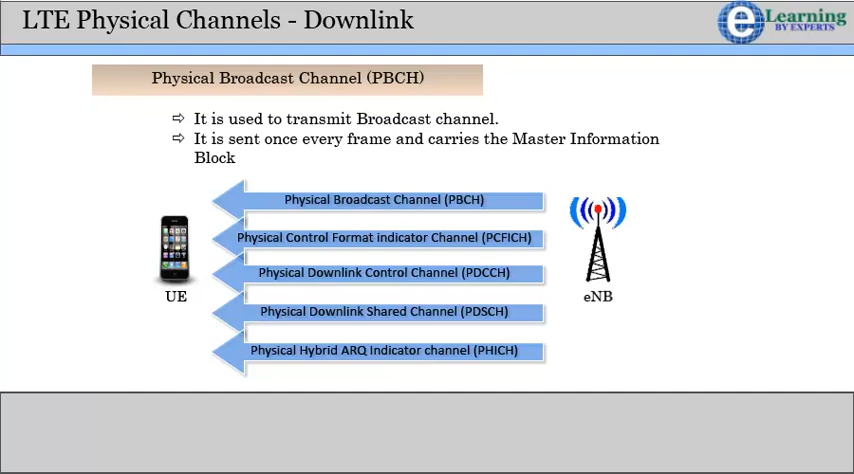 LTE Physical Channels - Downlink
eLearning
BY EXPERTS
Physical Broadcast Channel (PBCH)
⇨ It is used to transmit Broadcast channel.
⇨ It is sent once every frame and carries the Master Information
Block
Physical Broadcast Channel (PBCH)
Physical Control Format indicator Channel (PCFICH)
Physical Downlink Control Channel (PDCCH)
Physical Downlink Shared Channel (PDSCH)
Physical Hybrid ARQ Indicator channel (PHICH)
UE
eNB